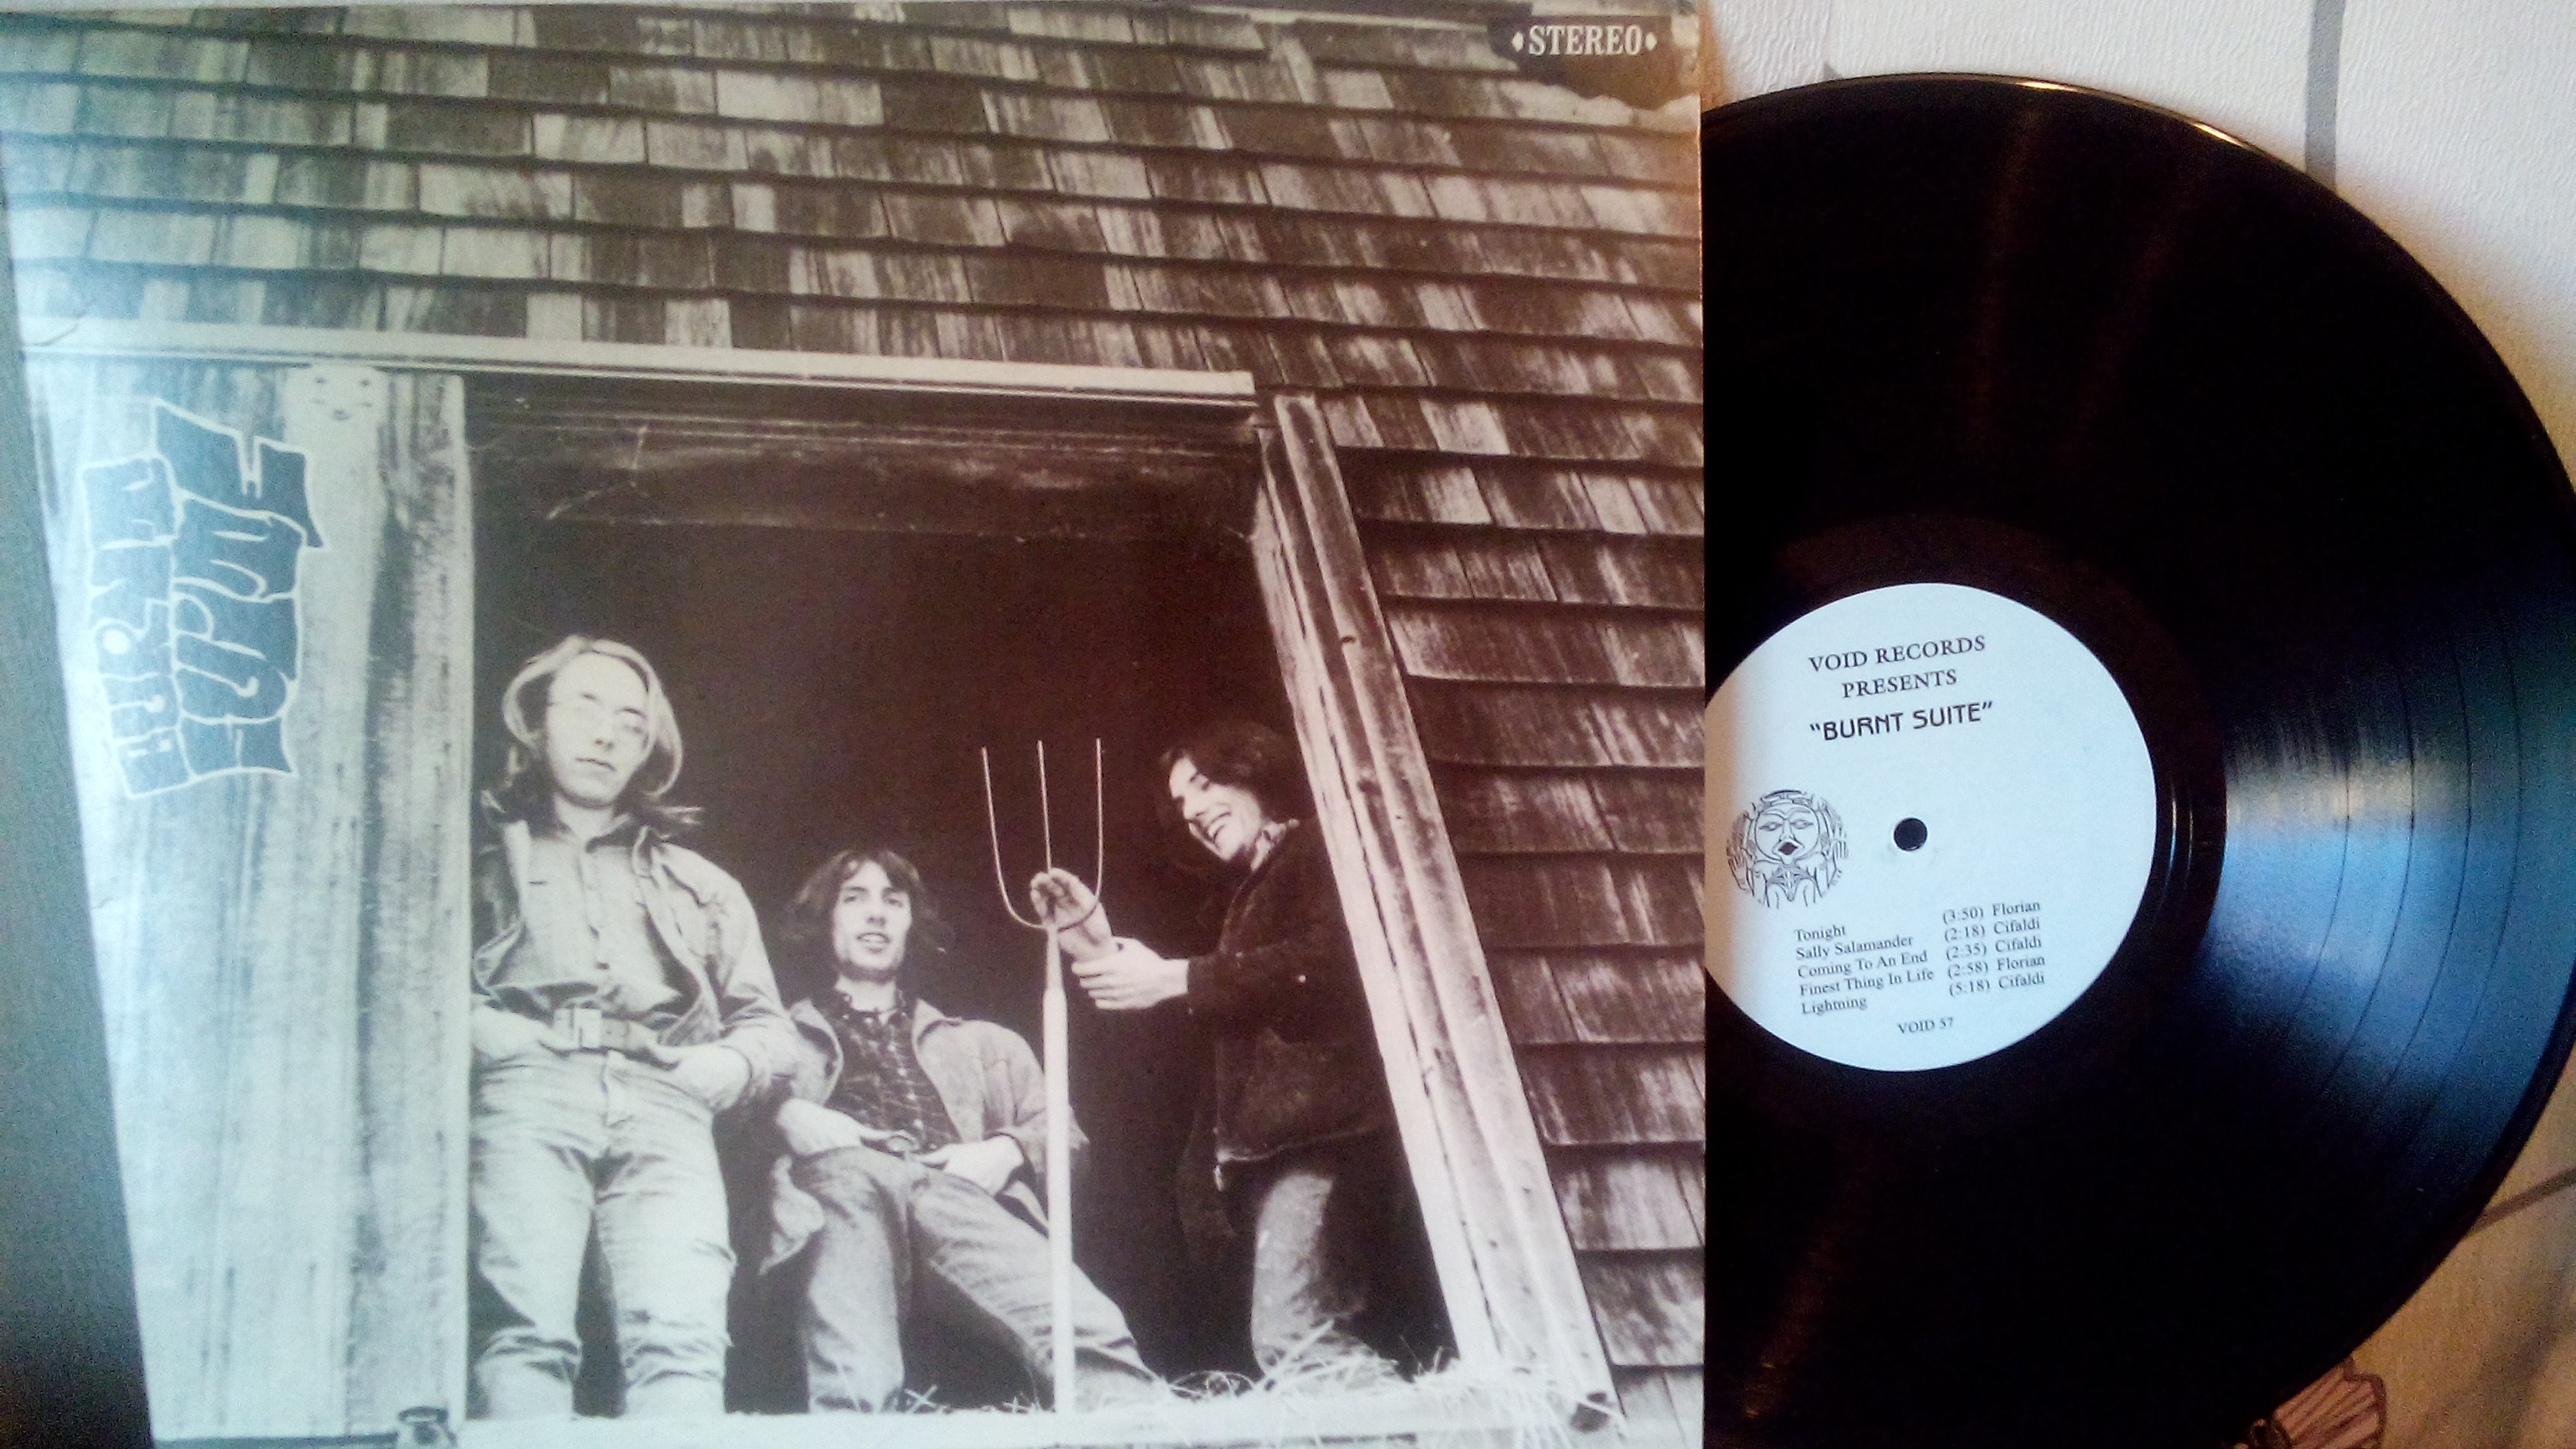 STEREO
BURNT
SUITE
VOID RECORDS
PRESENTS
"BURNT SUITE"
Tonight (3:50) Florian
Sally Salamander (2:18) Cifaldi
Coming To An End (2:35) Cifaldi
Finest Thing In Life (2:58) Florian
Lightning (5:18) Cifaldi
VOID 57